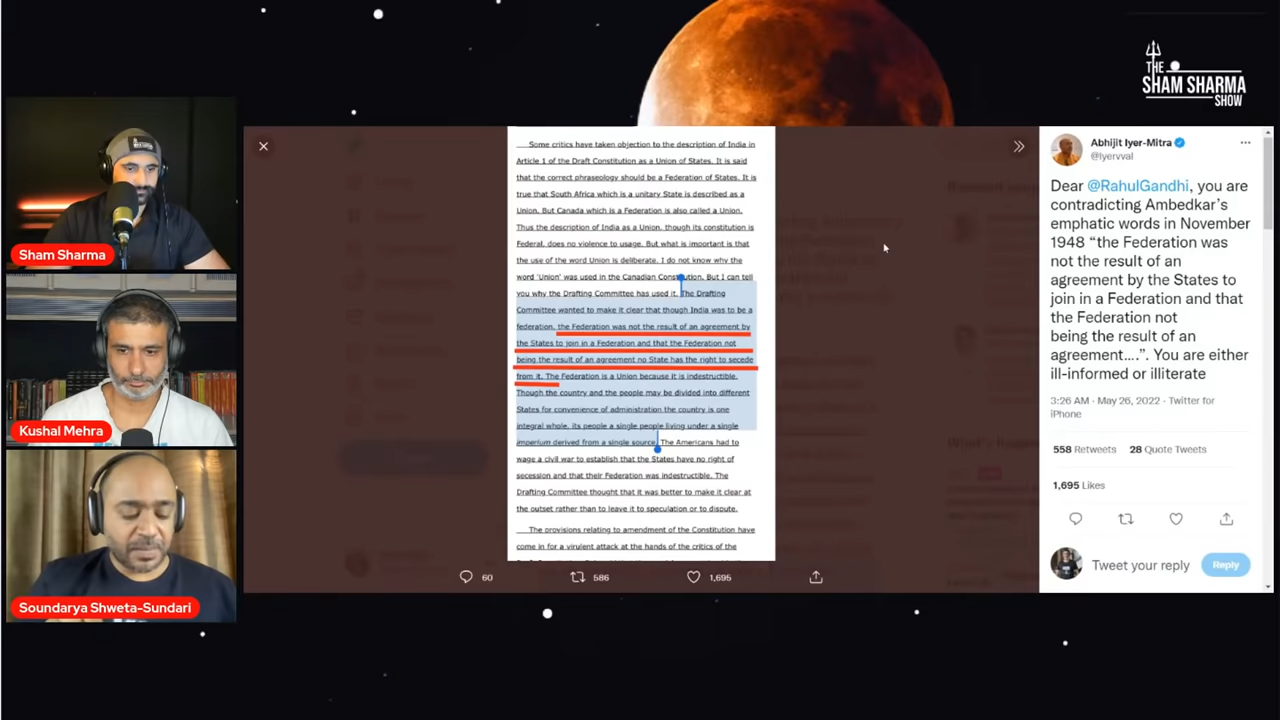 THE
SHAM SHARMA
SHOW
Sham Sharma
Kushal Mehra
Soundarya Shweta-Sundari
Some critics have taken objection to the description of India in
Article 1 of the Draft Constitution as a Union of States. It is said
that the correct phraseology should be a Federation of States. It is
true that South Africa which is a unitary State is described as a
Union. But Canada which is a Federation is also called a Union.
Thus the description of India as a Union, though its constitution is
Federal, does no violence to usage. But what is important is that
the use of the word Union is deliberate. I do not know why the
word 'Union' was used in the Canadian Constitution. But I can tell
you why the Drafting Committee has used it. The Drafting
Committee wanted to make it clear that though India was to be a
federation, the Federation was not the result of an agreement by
the States to join in a Federation and that the Federation not
being the result of an agreement no State has the right to secede
from it. The Federation is a Union because it is indestructible.
Though the country and the people may be divided into different
States for convenience of administration the country is one
integral whole, its people a single people living under a single
imperium derived from a single source. The Americans had to
wage a civil war to establish that the States have no right of
secession and that their Federation was indestructible. The
Drafting Committee thought that it was better to make it clear at
the outset rather than to leave it to speculation or to dispute.
The provisions relating to amendment of the Constitution have
come in for a virulent attack at the hands of the critics of the
60
586
1,695
Abhijit Iyer-Mitra
@Iyervval
Dear @RahulGandhi, you are
contradicting Ambedkar's
emphatic words in November
1948 "the Federation was
not the result of an
agreement by the States to
join in a Federation and that
the Federation not
being the result of an
agreement....". You are either
ill-informed or illiterate
3:26 AM · May 26, 2022 · Twitter for
iPhone
558 Retweets 28 Quote Tweets
1,695 Likes
Tweet your reply
Reply